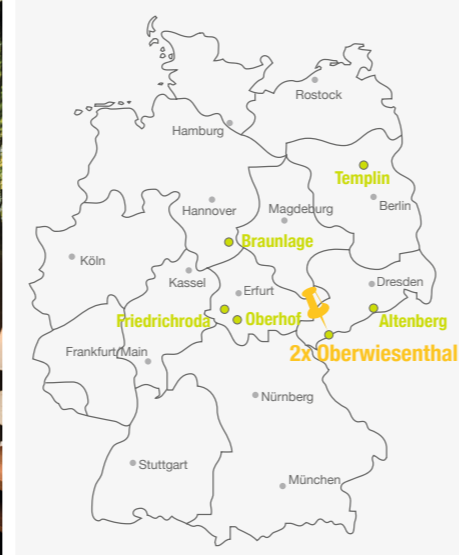 Rostock
Hamburg
Templin
Hannover
Magdeburg
Berlin
Braunlage
Köln
Kassel
Erfurt
Dresden
Friedrichroda
Oberhof
Altenberg
Frankfurt/Main
2x Oberwiesenthal
Nürnberg
Stuttgart
München